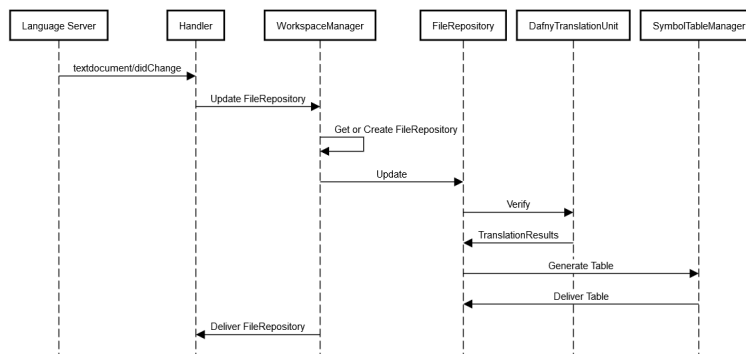 Language Server
Handler
WorkspaceManager
FileRepository
DafnyTranslationUnit
SymbolTableManager
textdocument/didChange
Update FileRepository
Get or Create FileRepository
Update
Verify
TranslationResults
Generate Table
Deliver Table
Deliver FileRepository